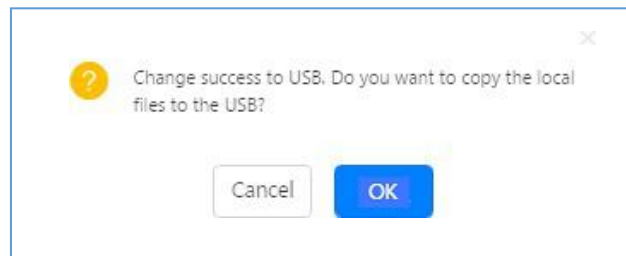 Change success to USB. Do you want to copy the local
files to the USB?
Cancel OK